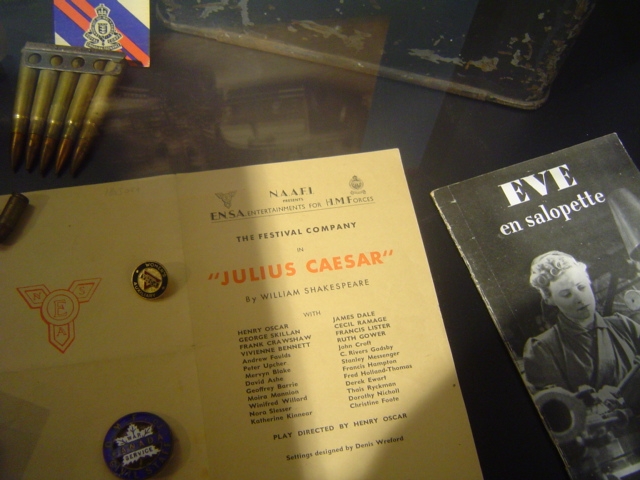 NAAFI
PRESENTS
ENSA ENTERTAINMENTS FOR H.M. FORCES
THE FESTIVAL COMPANY
IN
"JULIUS CAESAR"
By WILLIAM SHAKESPEARE
WITH
HENRY OSCAR
GEORGE SKILLAN
FRANK CRAWSHAW
VIVIENNE BENNETT
Andrew Faulds
Peter Upcher
Mervyn Blake
David Ashe
Geoffrey Barrie
Moira Mannion
Winifred Willard
Nora Slesser
Katherine Kinnear
JAMES DALE
CECIL RAMAGE
FRANCIS LISTER
RUTH GOWER
John Croft
C. Rivers Gadsby
Stanley Messenger
Francis Hampton
Fred Holland-Thomas
Derek Ewart
Thais Ryckman
Dorothy Nicholl
Christine Foote
PLAY DIRECTED BY HENRY OSCAR
Settings designed by Denis Wreford
EVE
en salopette
N S
E
A
SERVICE